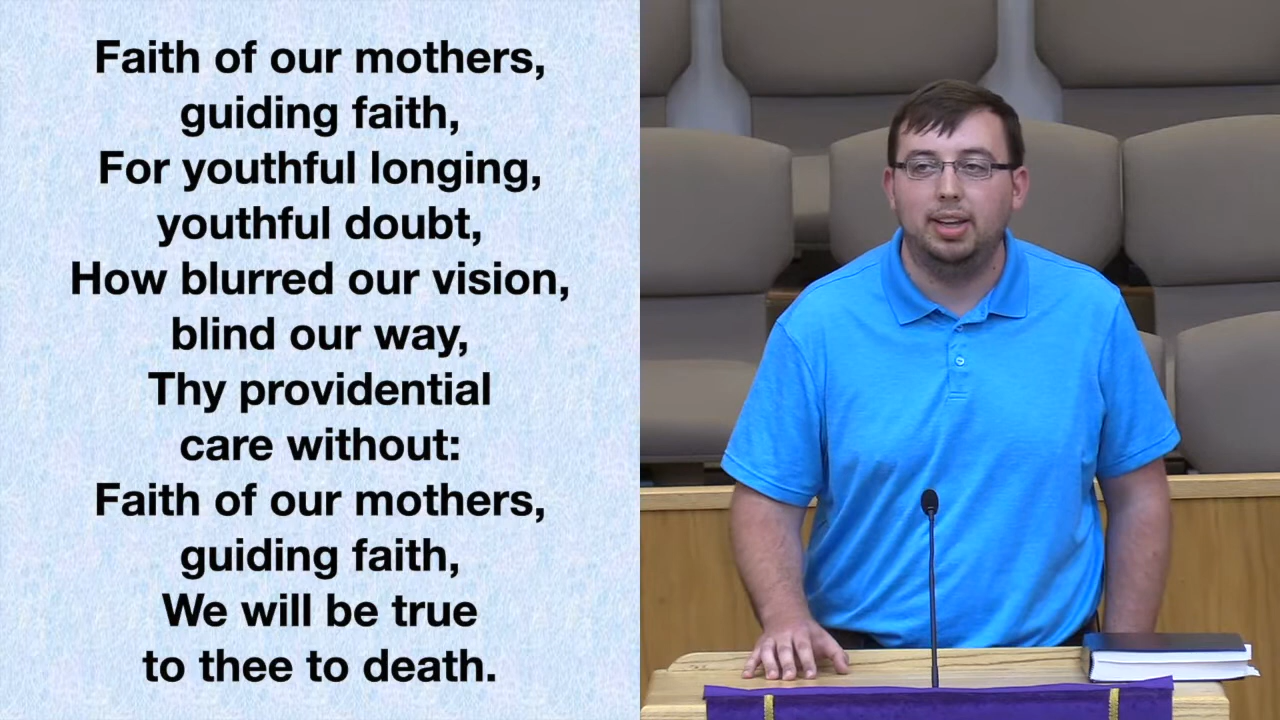 Faith of our mothers,
guiding faith,
For youthful longing,
youthful doubt,
How blurred our vision,
blind our way,
Thy providential
care without:
Faith of our mothers,
guiding faith,
We will be true
to thee to death.